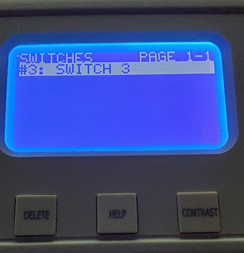 SWITCHES PAGE 1-1
#3: SWITCH 3
DELETE HELP CONTRAST